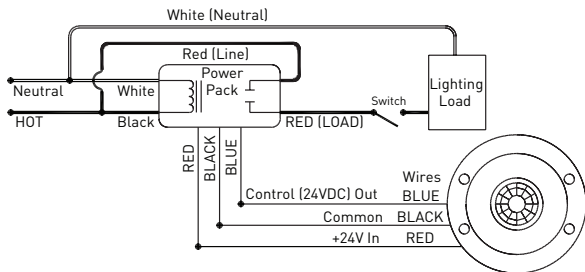 White (Neutral)
Red (Line)
Power
Pack
Neutral
White
HOT
Black
RED (LOAD)
Switch
Lighting
Load
RED
BLACK
BLUE
Wires
Control (24VDC) Out BLUE
Common BLACK
+24V In RED